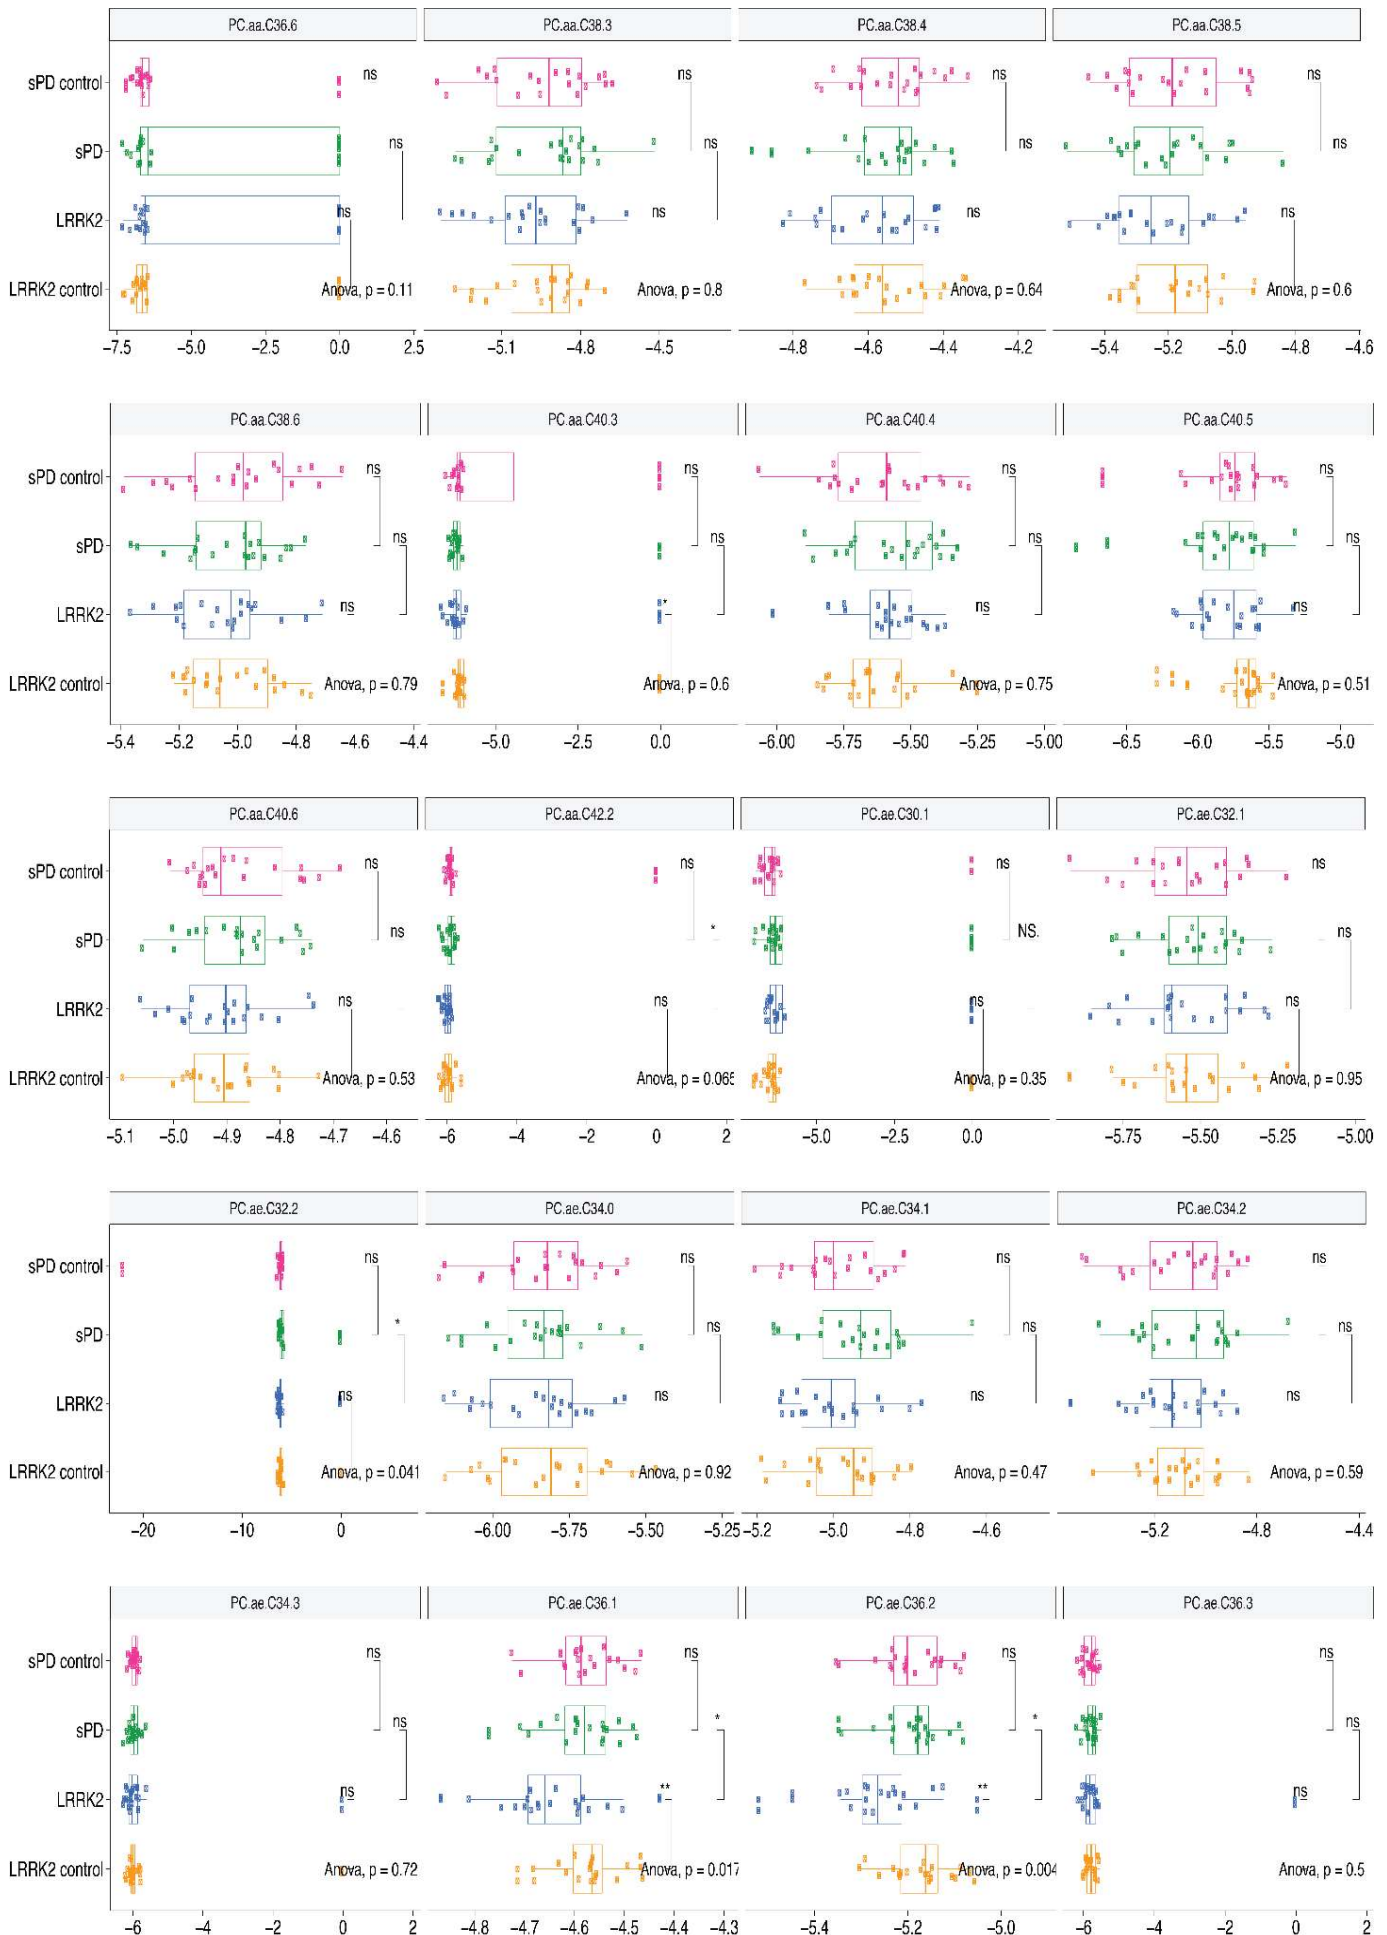 PC.aa.C36.6 PC.aa.C38.3 PC.aa.C38.4 PC.aa.C38.5
sPD control ns ns ns ns
sPD ns ns ns ns
LRRK2 ns ns ns ns
LRRK2 control Anova, p = 0.11 Anova, p = 0.8 Anova, p = 0.64 Anova, p = 0.6
−7.5 −5.0 −2.5 0.0 2.5 −5.1 −4.8 −4.5 −4.8 −4.6 −4.4 −4.2 −5.4 −5.2 −5.0 −4.8 −4.6
PC.aa.C38.6 PC.aa.C40.3 PC.aa.C40.4 PC.aa.C40.5
sPD control ns ns ns ns
sPD ns ns ns ns
LRRK2 ns * ns ns
LRRK2 control Anova, p = 0.79 Anova, p = 0.6 Anova, p = 0.75 Anova, p = 0.51
−5.4 −5.2 −5.0 −4.8 −4.6 −4.4 −5.0 −2.5 0.0 −6.00 −5.75 −5.50 −5.25 −5.00 −6.5 −6.0 −5.5 −5.0
PC.aa.C40.6 PC.aa.C42.2 PC.ae.C30.1 PC.ae.C32.1
sPD control ns ns ns ns
sPD ns * NS. ns
LRRK2 ns ns ns ns
LRRK2 control Anova, p = 0.53 Anova, p = 0.065 Anova, p = 0.35 Anova, p = 0.95
−5.1 −5.0 −4.9 −4.8 −4.7 −4.6 −6 −4 −2 0 2 −5.0 −2.5 0.0 −5.75 −5.50 −5.25 −5.00
PC.ae.C32.2 PC.ae.C34.0 PC.ae.C34.1 PC.ae.C34.2
sPD control ns ns ns ns
sPD * ns ns ns
LRRK2 ns ns ns ns
LRRK2 control Anova, p = 0.041 Anova, p = 0.92 Anova, p = 0.47 Anova, p = 0.59
−20 −10 0 −6.00 −5.75 −5.50 −5.25 −5.2 −5.0 −4.8 −4.6 −5.2 −4.8 −4.4
PC.ae.C34.3 PC.ae.C36.1 PC.ae.C36.2 PC.ae.C36.3
sPD control ns ns ns ns
sPD ns * * ns
LRRK2 ns ** ** ns
LRRK2 control Anova, p = 0.72 Anova, p = 0.017 Anova, p = 0.004 Anova, p = 0.5
−6 −4 −2 0 2 −4.8 −4.7 −4.6 −4.5 −4.4 −4.3 −5.4 −5.2 −5.0 −6 −4 −2 0 2